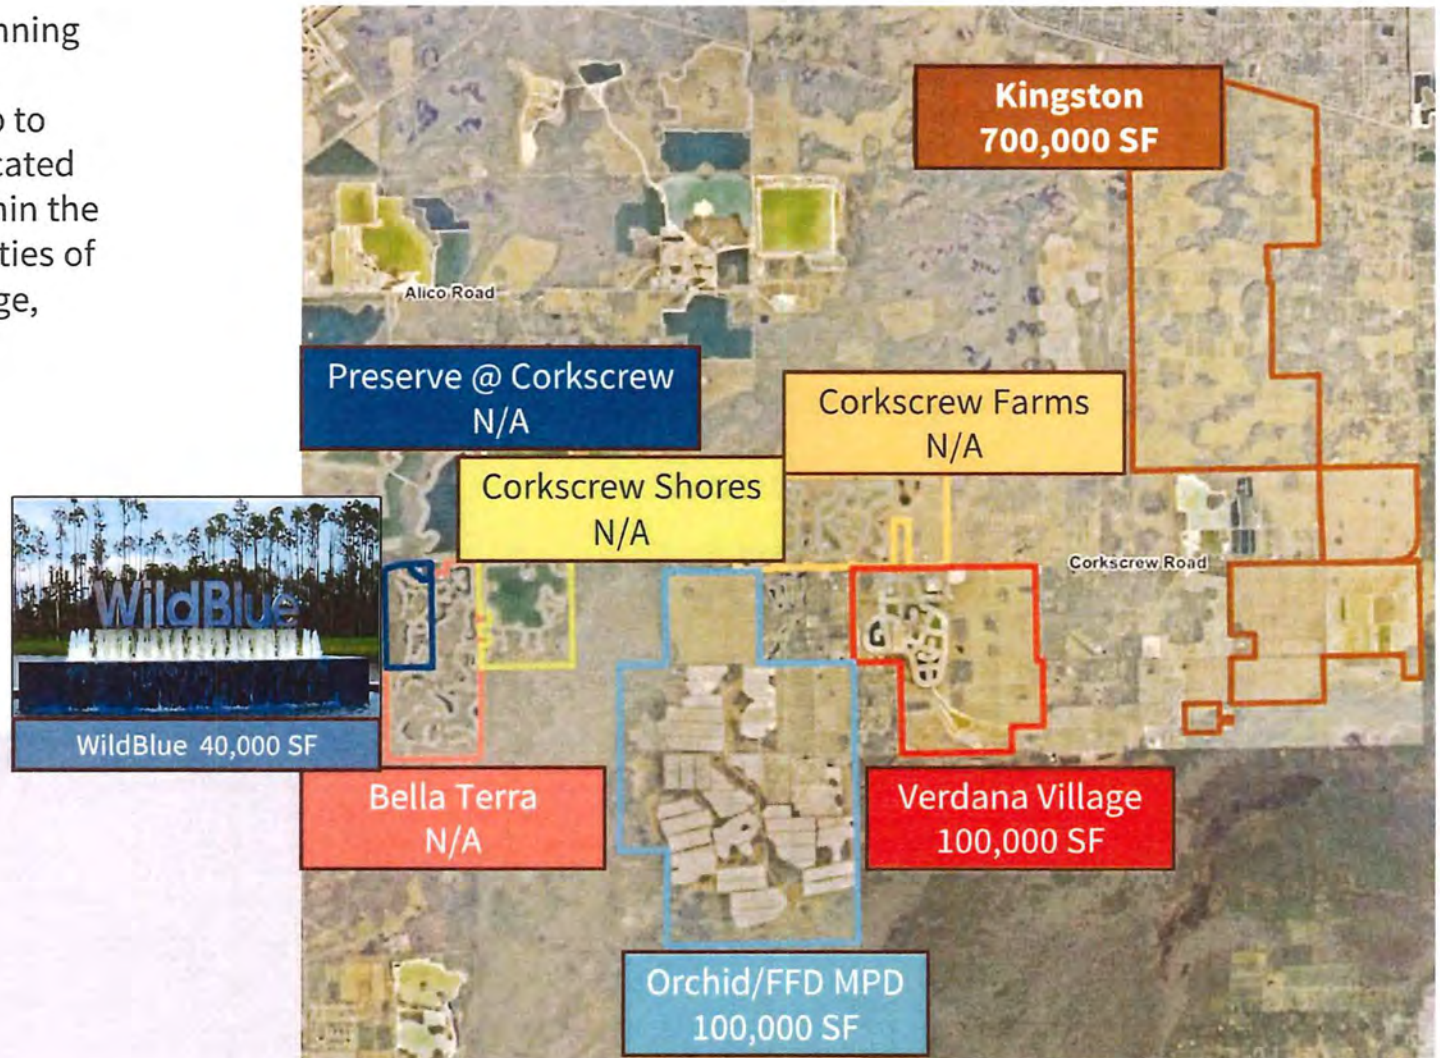 nning
o to
cated
hin the
ties of
ge,
Kingston
700,000 SF
Alico Road
Preserve @ Corkscrew
N/A
Corkscrew Farms
N/A
Corkscrew Shores
N/A
Corkscrew Road
WildBlue
WildBlue 40,000 SF
Bella Terra
N/A
Verdana Village
100,000 SF
Orchid/FFD MPD
100,000 SF